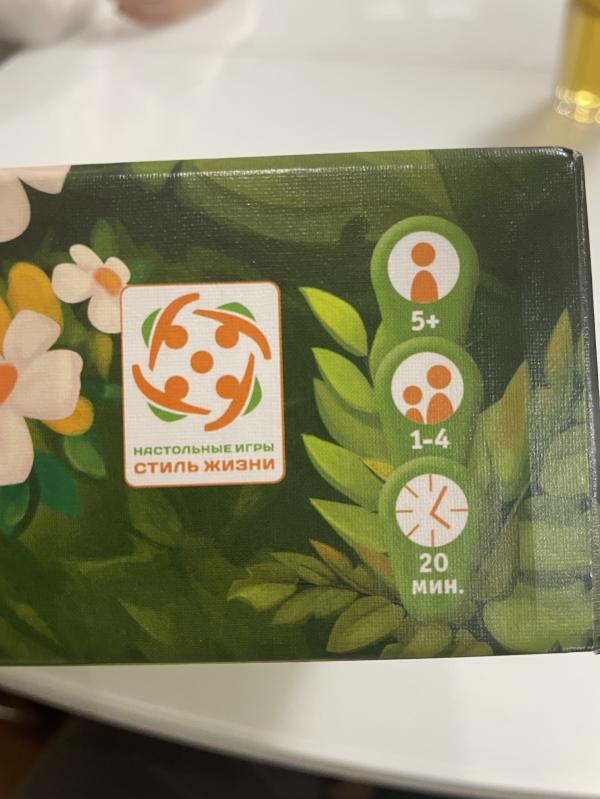 НАСТОЛЬНЫЕ ИГРЫ
СТИЛЬ ЖИЗНИ
5+
1-4
20
МИН.